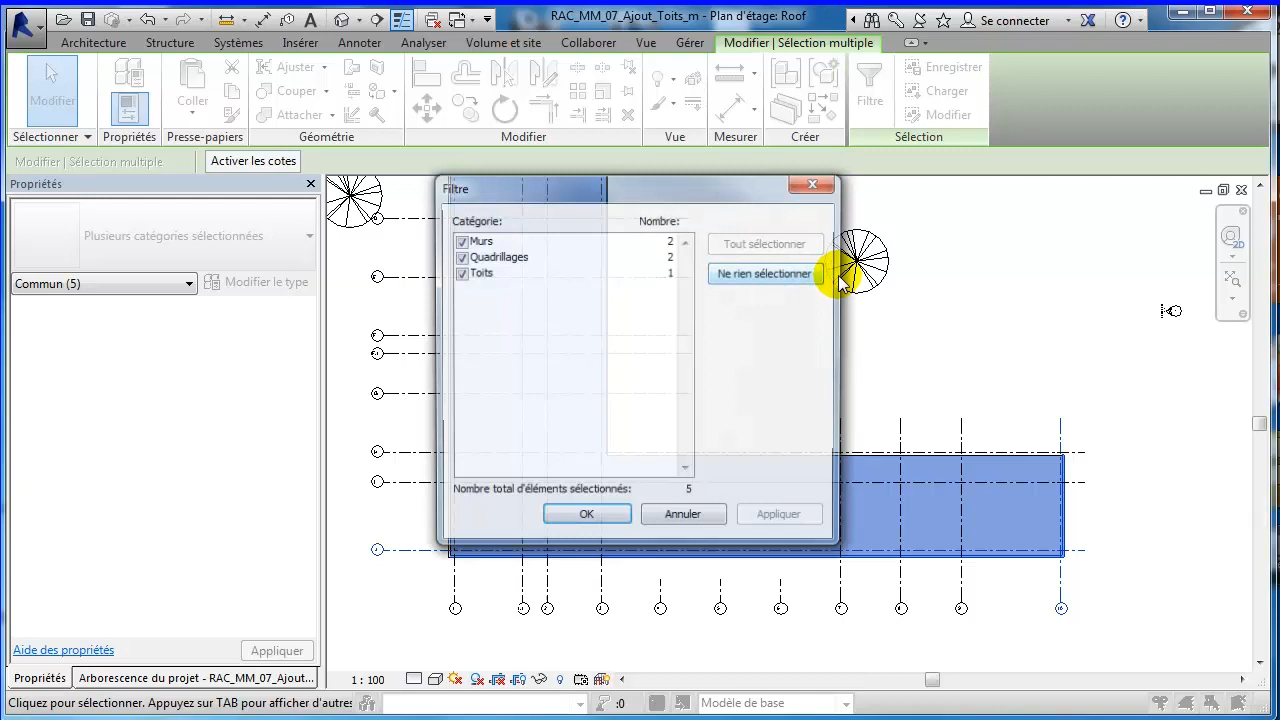 RAC_MM_07_Ajout_Toits_m - Plan d'étage: Roof
Se connecter
Architecture Structure Systèmes Insérer Annoter Analyser Volume et site Collaborer Vue Gérer Modifier | Sélection multiple
Modifier
Coller
Ajuster
Couper
Attacher
Filtre
Enregistrer
Charger
Modifier
Sélectionner Propriétés Presse-papiers Géométrie Modifier Vue Mesurer Créer Sélection
Modifier | Sélection multiple
Activer les cotes
Propriétés
Plusieurs catégories sélectionnées
Commun (5)
Modifier le type
Filtre
Catégorie: Nombre:
Murs 2
Quadrillages 2
Toits 1
Tout sélectionner
Ne rien sélectionner
Nombre total d'éléments sélectionnés: 5
OK Annuler Appliquer
2D
Aide des propriétés
Appliquer
Propriétés
Arborescence du projet - RAC_MM_07_Ajout...
1 : 100
Cliquez pour sélectionner. Appuyez sur TAB pour afficher d'autres
:0
Modèle de base